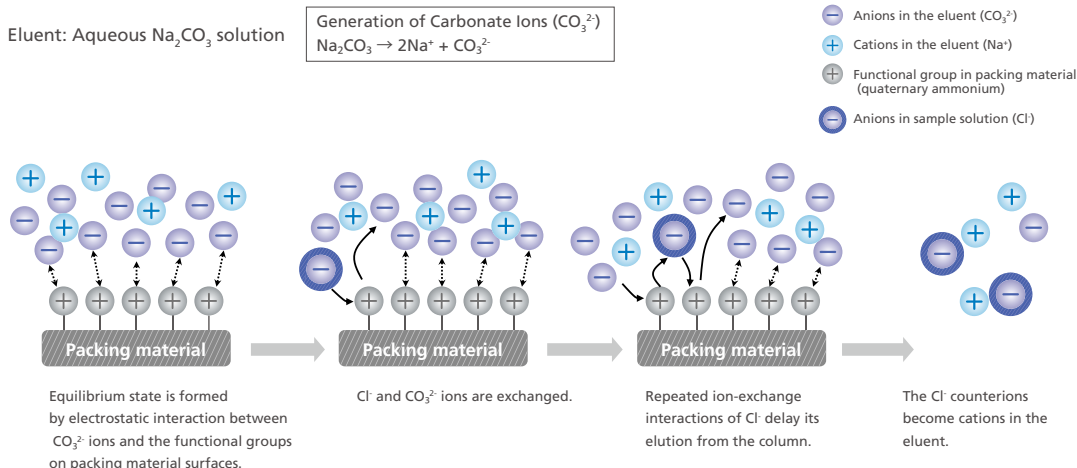 Eluent: Aqueous Na₂CO₃ solution
Generation of Carbonate Ions (CO₃²⁻)
Na₂CO₃ → 2Na⁺ + CO₃²⁻
Anions in the eluent (CO₃²⁻)
Cations in the eluent (Na⁺)
Functional group in packing material
(quaternary ammonium)
Anions in sample solution (Cl⁻)
Packing material
Equilibrium state is formed
by electrostatic interaction between
CO₃²⁻ ions and the functional groups
on packing material surfaces.
Packing material
Cl⁻ and CO₃²⁻ ions are exchanged.
Packing material
Repeated ion-exchange
interactions of Cl⁻ delay its
elution from the column.
The Cl⁻ counterions
become cations in the
eluent.